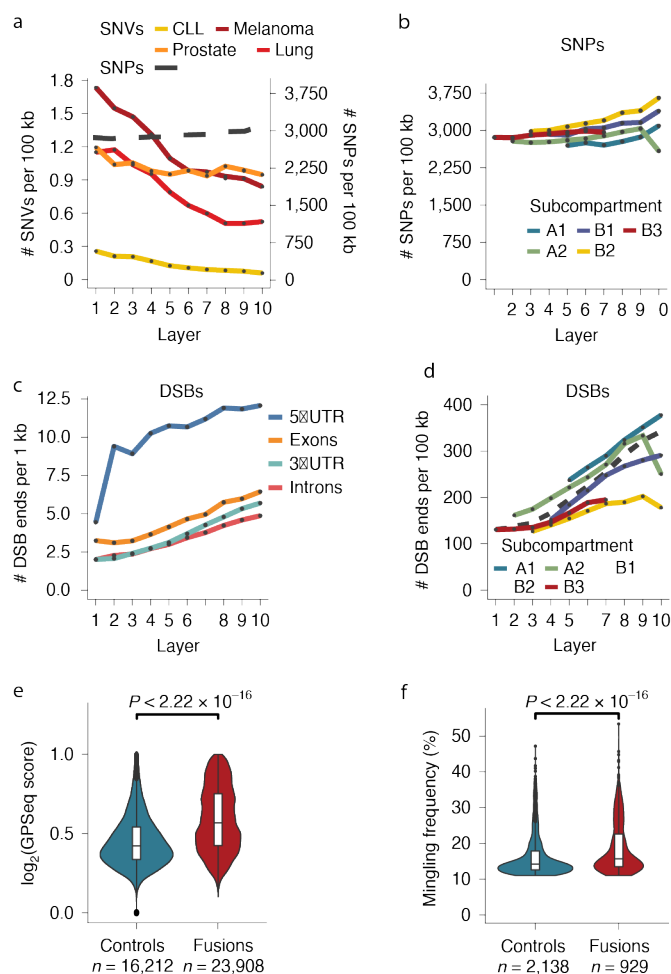 a
SNVs CLL Melanoma
Prostate Lung
SNPs
1.8
1.5
1.2
0.9
0.6
0.3
0
# SNVs per 100 kb
3,750
3,000
2,250
1,500
750
0
# SNPs per 100 kb
1 2 3 4 5 6 7 8 9 10
Layer
b
SNPs
3,750
3,000
2,250
1,500
750
0
# SNPs per 100 kb
Subcompartment
A1 B1 B3
A2 B2
2 3 4 5 6 7 8 9 0
Layer
c
DSBs
12.5
10.0
7.5
5.0
2.5
0.0
# DSB ends per 1 kb
5☒UTR
Exons
3☒UTR
Introns
1 2 3 4 5 6 7 8 9 10
Layer
d
DSBs
400
300
200
100
0
# DSB ends per 100 kb
Subcompartment
A1 A2 B1
B2 B3
1 2 3 4 5 6 7 8 9 10
Layer
e
P < 2.22 × 10−16
1.0
0.5
0.0
log2(GPSeq score)
Controls Fusions
n = 16,212 n = 23,908
f
P < 2.22 × 10−16
50
40
30
20
10
0
Mingling frequency (%)
Controls Fusions
n = 2,138 n = 929